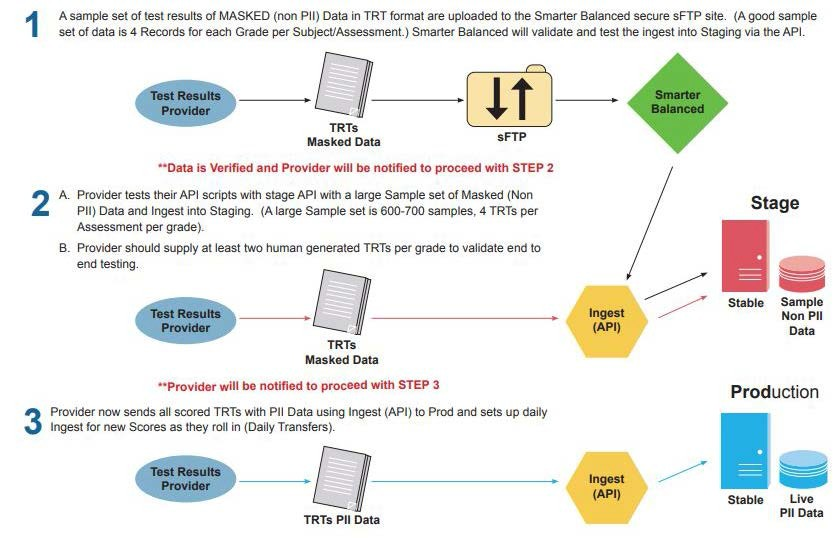 1
A sample set of test results of MASKED (non PII) Data in TRT format are uploaded to the Smarter Balanced secure sFTP site.  (A good sample
set of data is 4 Records for each Grade per Subject/Assessment.) Smarter Balanced will validate and test the ingest into Staging via the API.
Test Results
Provider
TRTs
Masked Data
sFTP
Smarter
Balanced
**Data is Verified and Provider will be notified to proceed with STEP 2
2
A.  Provider tests their API scripts with stage API with a large Sample set of Masked (Non
PII) Data and Ingest into Staging.  (A large Sample set is 600-700 samples, 4 TRTs per
Assessment per grade).
B.  Provider should supply at least two human generated TRTs per grade to validate end to
end testing.
Test Results
Provider
TRTs
Masked Data
Ingest
(API)
Stage
Stable
Sample
Non PII
Data
**Provider will be notified to proceed with STEP 3
3
Provider now sends all scored TRTs with PII Data using Ingest (API) to Prod and sets up daily
Ingest for new Scores as they roll in (Daily Transfers).
Test Results
Provider
TRTs PII Data
Ingest
(API)
Production
Stable
Live
PII Data